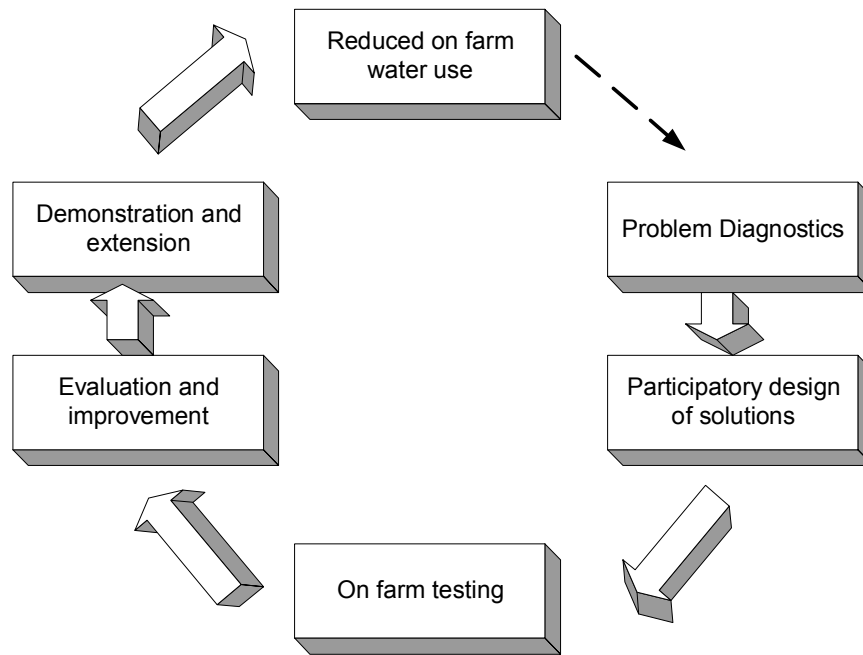 Reduced on farm
water use
Demonstration and
extension
Problem Diagnostics
Evaluation and
improvement
Participatory design
of solutions
On farm testing